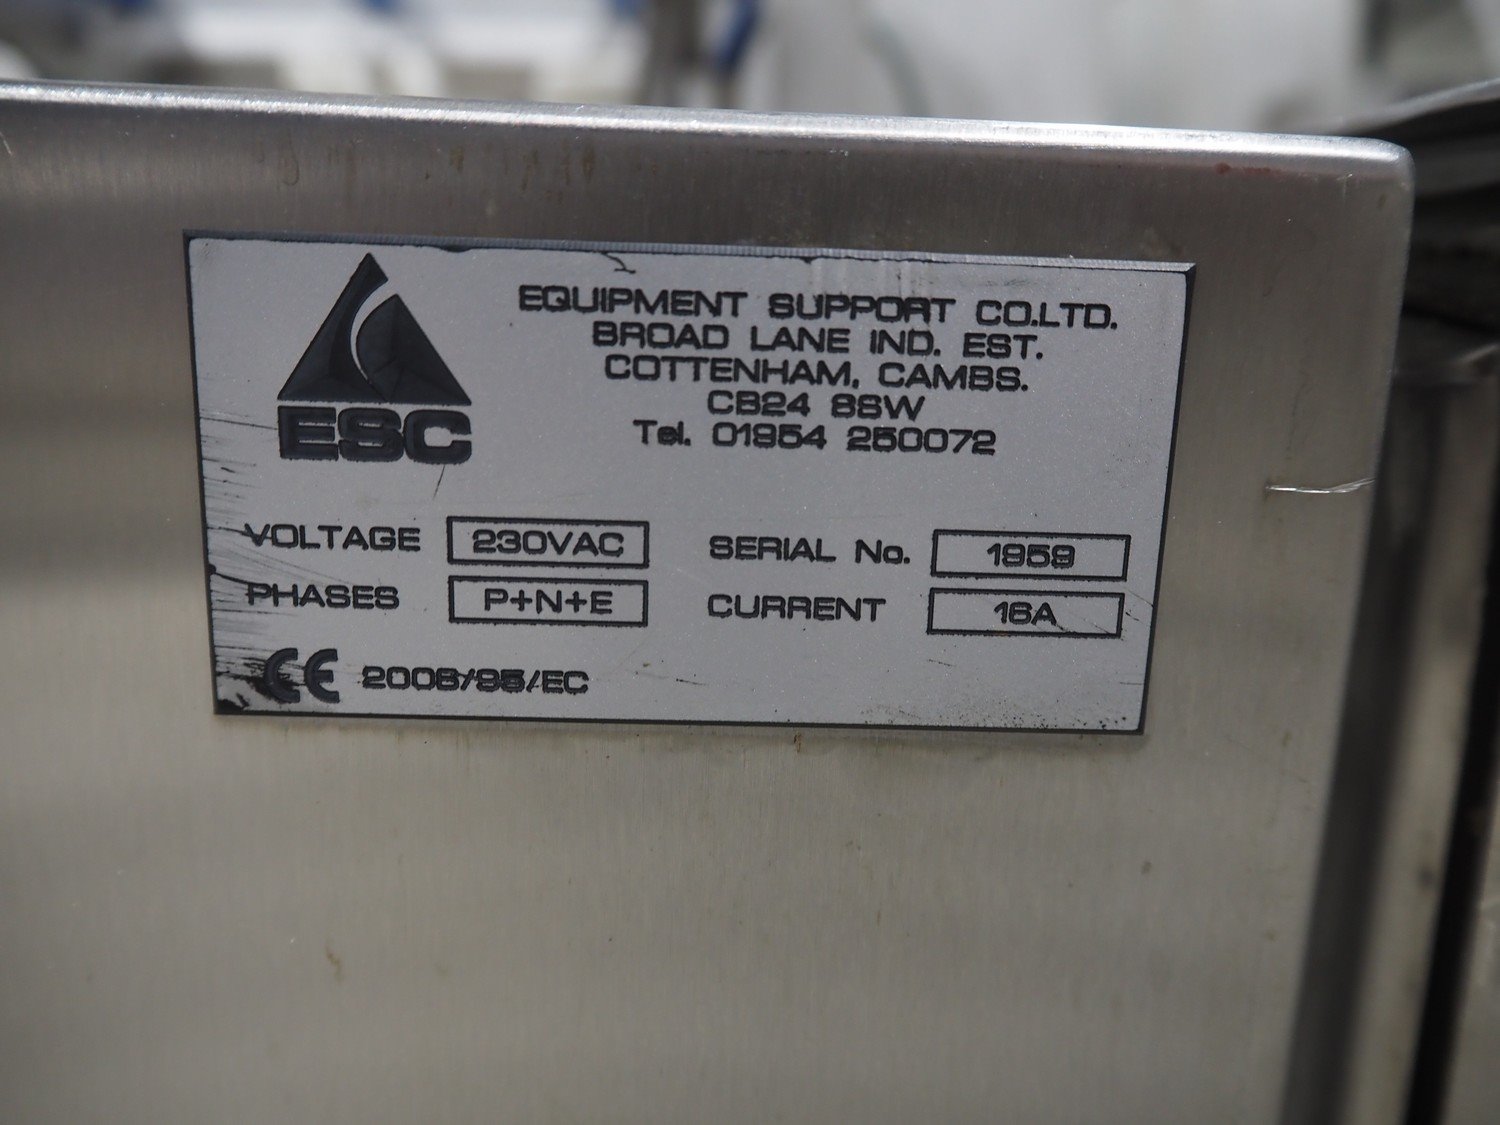 ESC
EQUIPMENT SUPPORT CO.LTD.
BROAD LANE IND. EST.
COTTENHAM, CAMBS.
CB24 8SW
Tel. 01954 250072
VOLTAGE 230VAC SERIAL No. 1959
PHASES P+N+E CURRENT 16A
CE 2006/95/EC